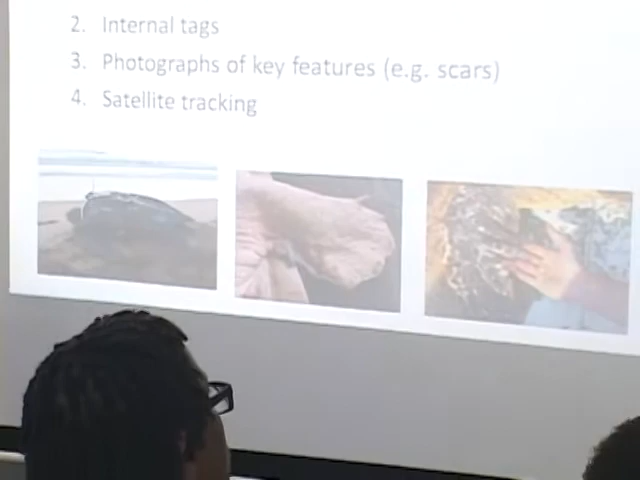 2. Internal tags
3. Photographs of key features (e.g. scars)
4. Satellite tracking